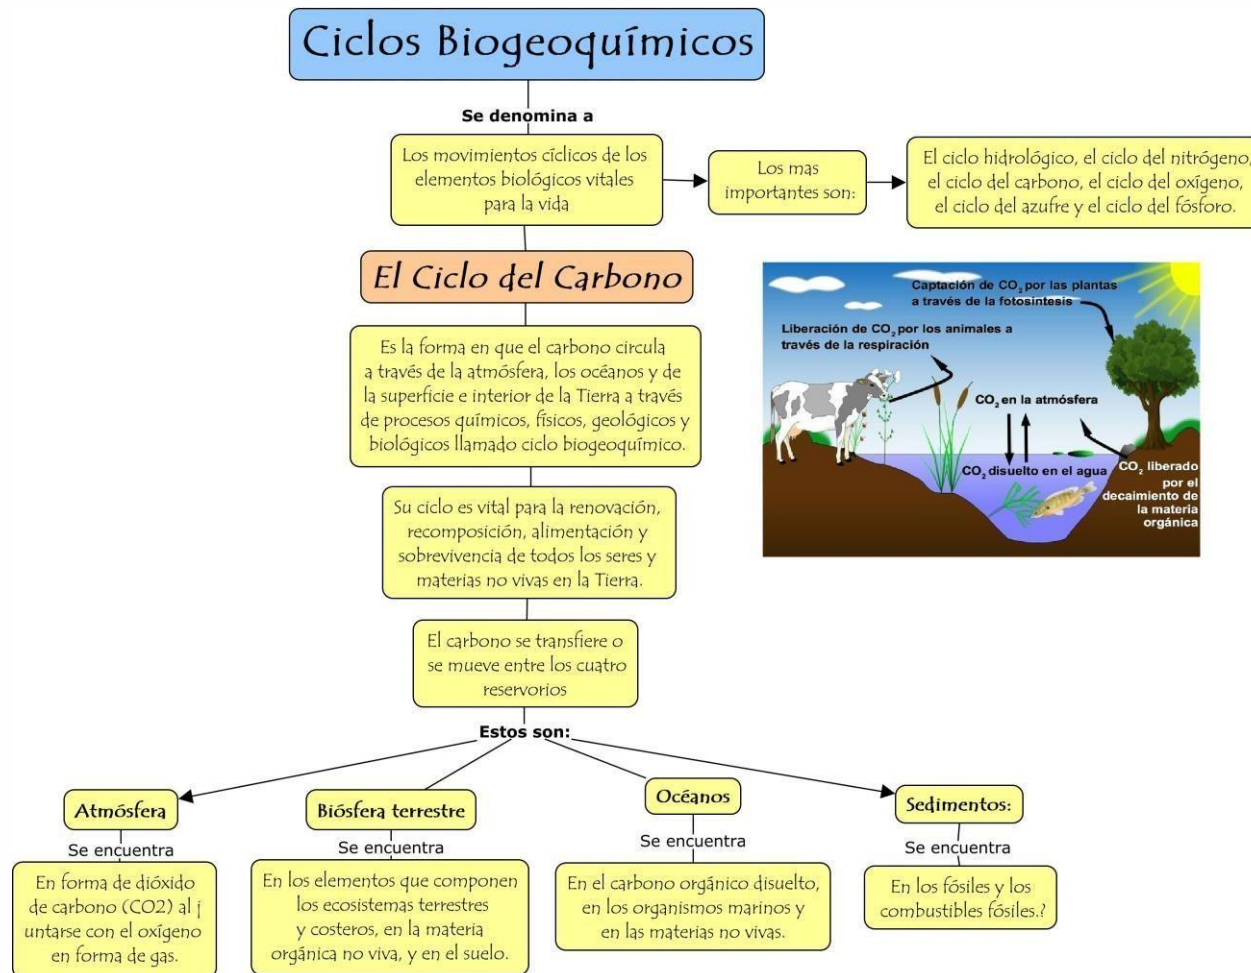 Ciclos Biogeoquímicos
Se denomina a
Los movimientos cíclicos de los
elementos biológicos vitales
para la vida
Los mas
importantes son:
El ciclo hidrológico, el ciclo del nitrógeno,
el ciclo del carbono, el ciclo del oxígeno,
el ciclo del azufre y el ciclo del fósforo.
El Ciclo del Carbono
Es la forma en que el carbono circula
a través de la atmósfera, los océanos y de
la superficie e interior de la Tierra a través
de procesos químicos, físicos, geológicos y
biológicos llamado ciclo biogeoquímico.
Captación de CO₂ por las plantas
a través de la fotosíntesis
Liberación de CO₂ por los animales a
través de la respiración
CO₂ en la atmósfera
CO₂ disuelto en el agua
CO₂ liberado
por el
decaimiento de
la materia
orgánica
Su ciclo es vital para la renovación,
recomposición, alimentación y
sobrevivencia de todos los seres y
materias no vivas en la Tierra.
El carbono se transfiere o
se mueve entre los cuatro
reservorios
Estos son:
Atmósfera
Se encuentra
En forma de dióxido
de carbono (CO2) al j
untarse con el oxígeno
en forma de gas.
Biósfera terrestre
Se encuentra
En los elementos que componen
los ecosistemas terrestres
y costeros, en la materia
orgánica no viva, y en el suelo.
Océanos
Se encuentra
En el carbono orgánico disuelto,
en los organismos marinos y
en las materias no vivas.
Sedimentos:
Se encuentra
En los fósiles y los
combustibles fósiles.?